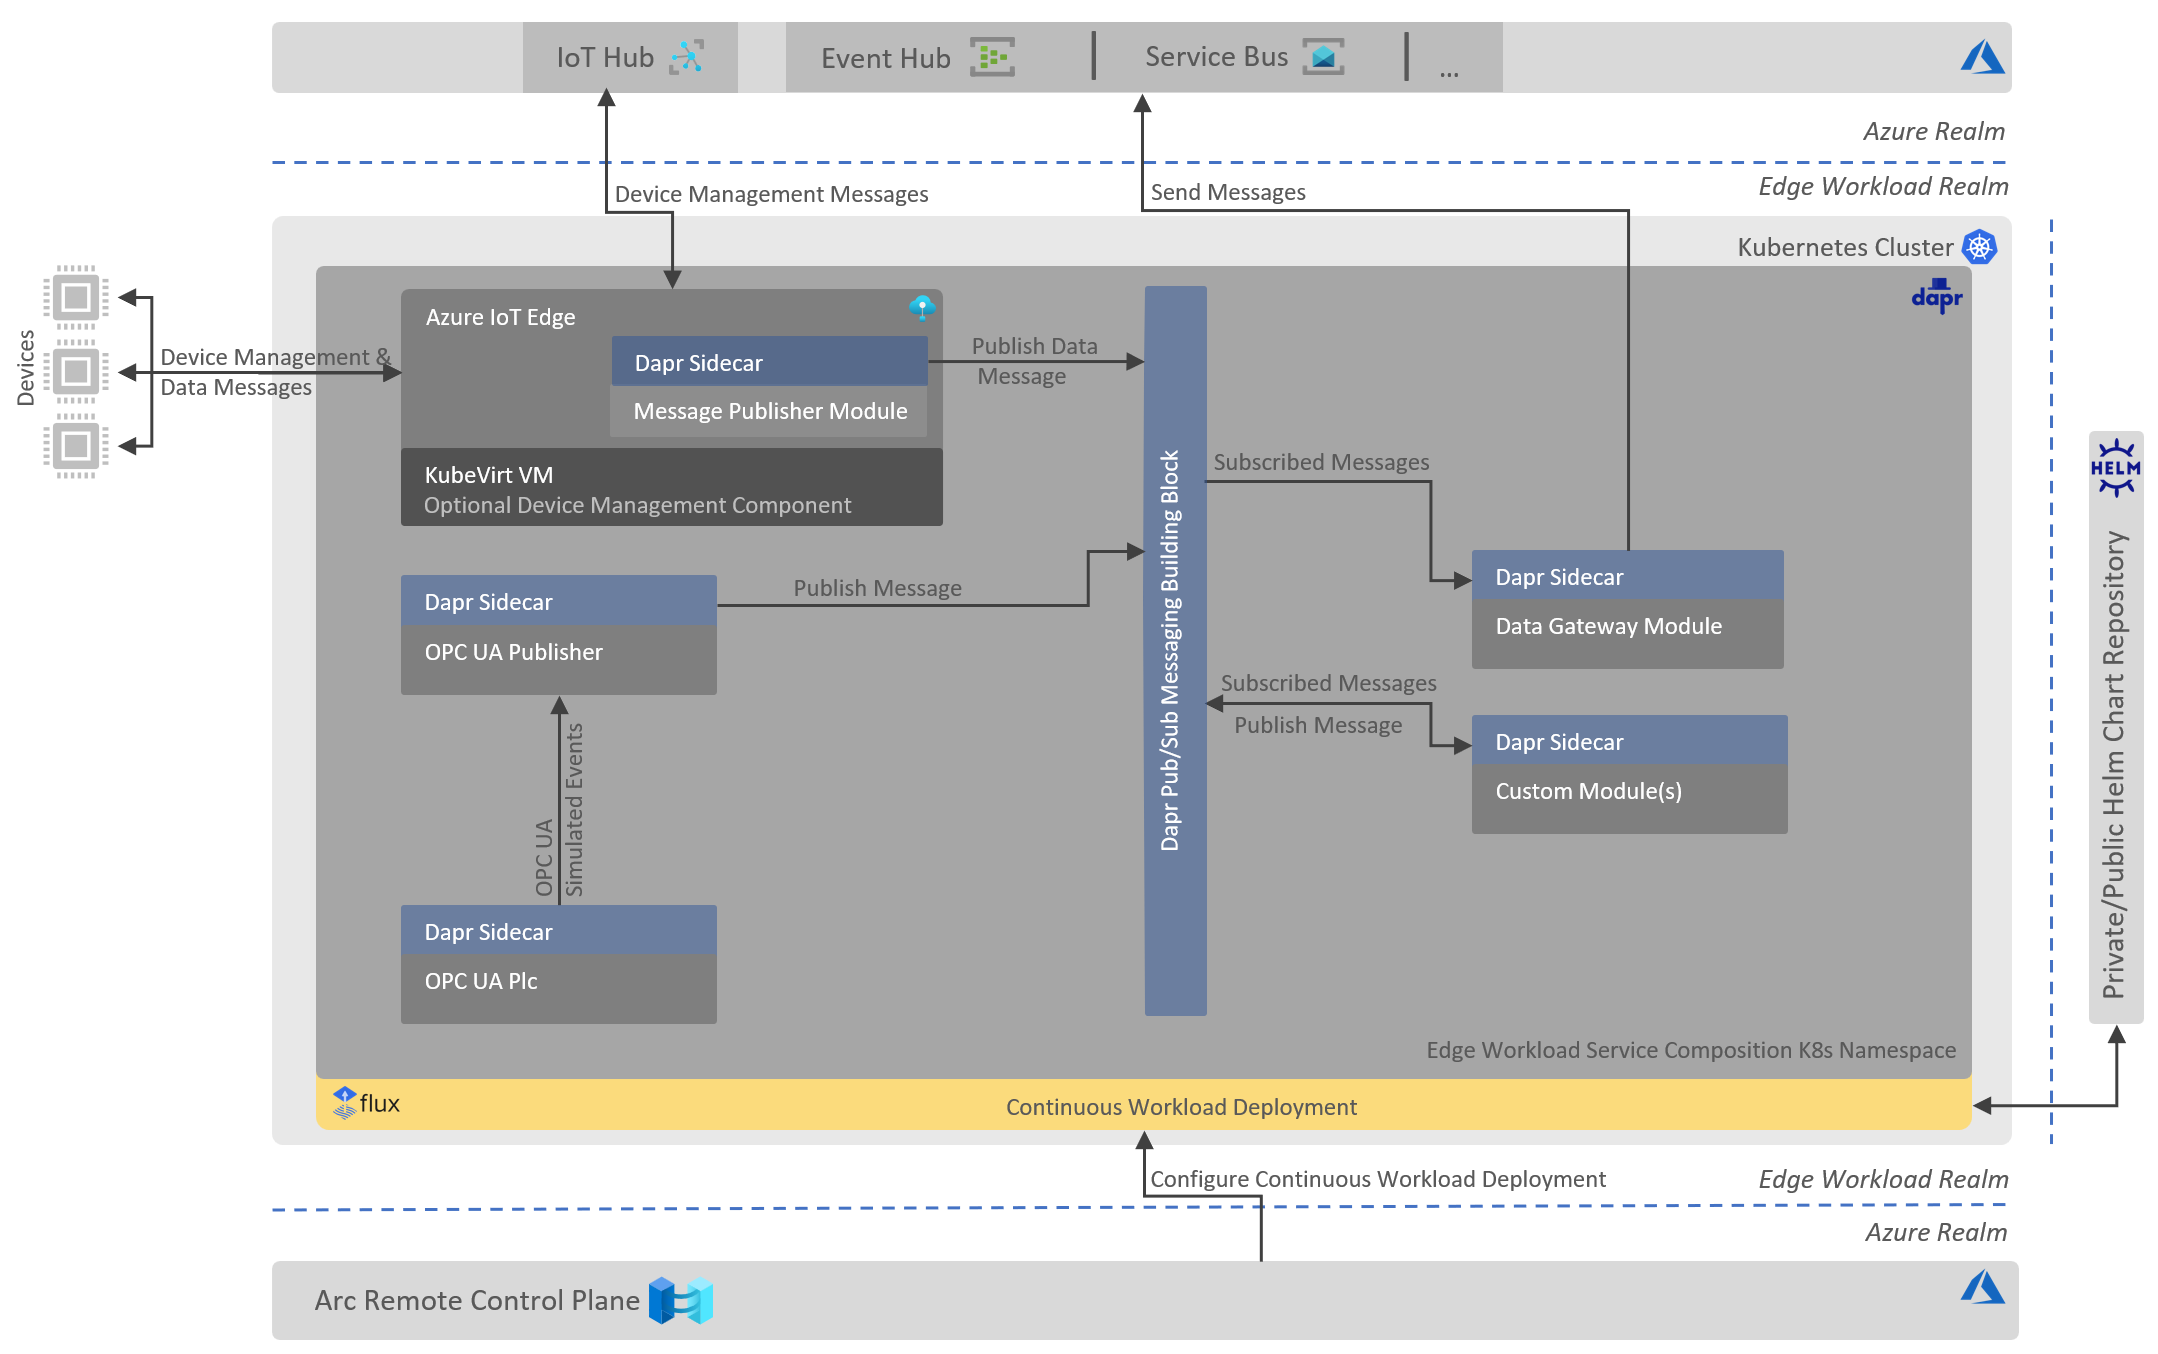 IoT Hub
Event Hub
Service Bus
...
Azure Realm
Edge Workload Realm
Device Management Messages
Send Messages
Kubernetes Cluster
dapr
Devices
Device Management &
Data Messages
Azure IoT Edge
Dapr Sidecar
Message Publisher Module
KubeVirt VM
Optional Device Management Component
Publish Data
Message
Dapr Pub/Sub Messaging Building Block
Subscribed Messages
Dapr Sidecar
Data Gateway Module
Dapr Sidecar
OPC UA Publisher
Publish Message
Subscribed Messages
Publish Message
Dapr Sidecar
Custom Module(s)
OPC UA
Simulated Events
Dapr Sidecar
OPC UA Plc
Edge Workload Service Composition K8s Namespace
flux
Continuous Workload Deployment
HELM
Private/Public Helm Chart Repository
Configure Continuous Workload Deployment
Edge Workload Realm
Azure Realm
Arc Remote Control Plane